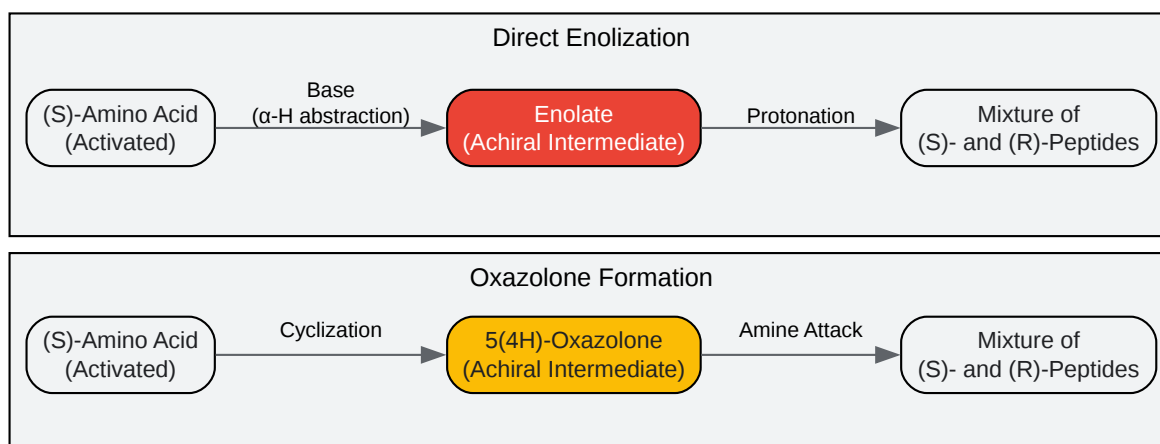 Direct Enolization
(S)-Amino Acid
(Activated)
Base
(α-H abstraction)
Enolate
(Achiral Intermediate)
Protonation
Mixture of
(S)- and (R)-Peptides
Oxazolone Formation
(S)-Amino Acid
(Activated)
Cyclization
5(4H)-Oxazolone
(Achiral Intermediate)
Amine Attack
Mixture of
(S)- and (R)-Peptides